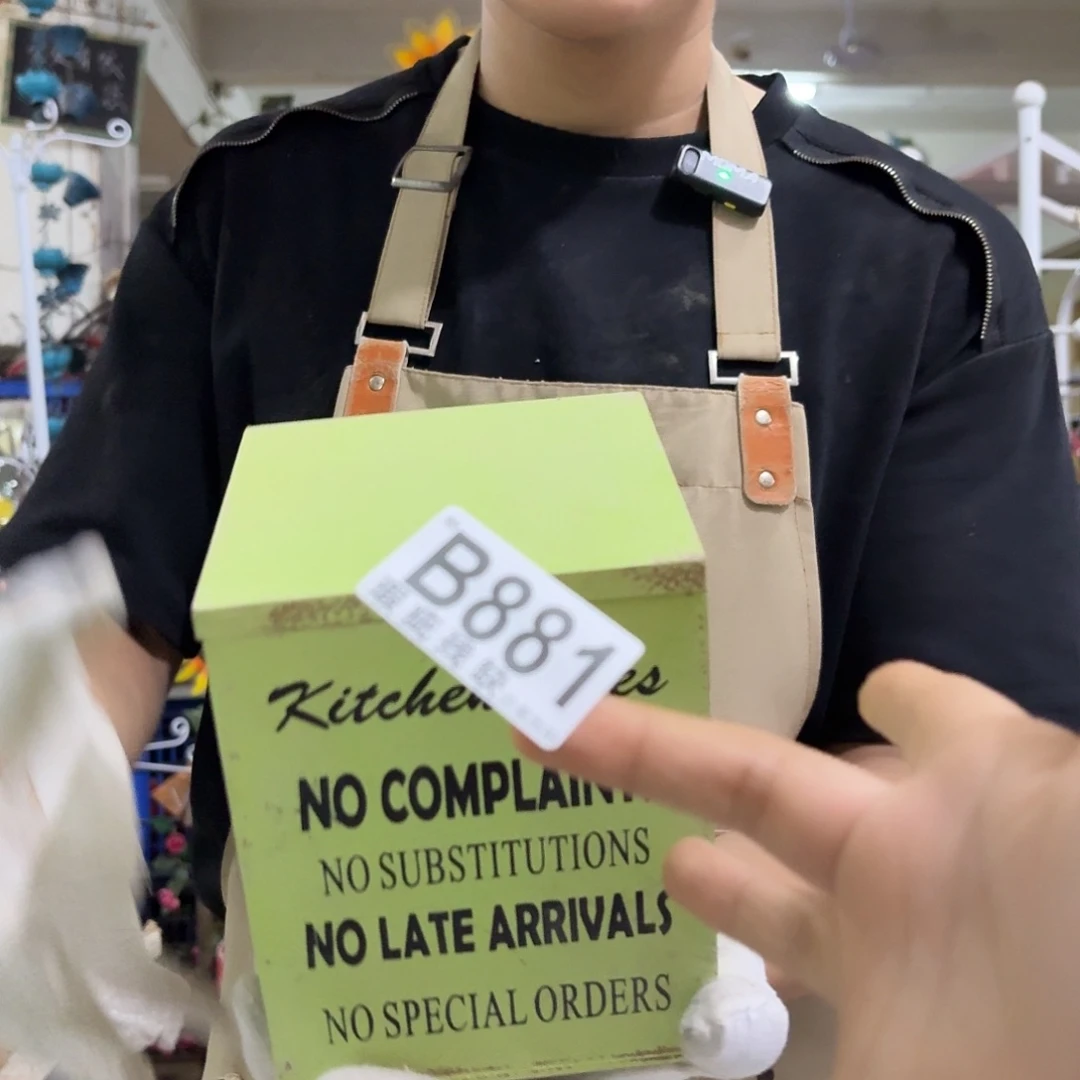 B881
Kitchen
NO COMPLAIN
NO SUBSTITUTIONS
NO LATE ARRIVALS
NO SPECIAL ORDERS